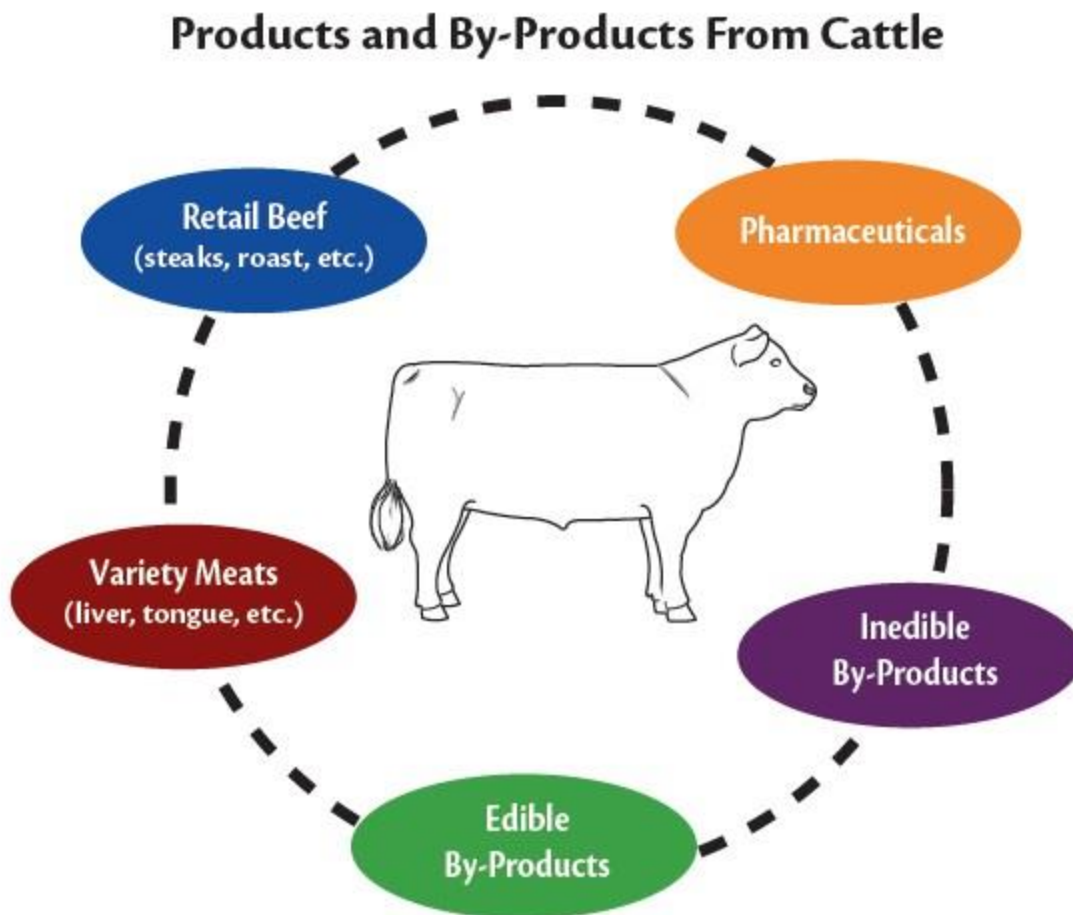 Products and By-Products From Cattle
Retail Beef
(steaks, roast, etc.)
Pharmaceuticals
Variety Meats
(liver, tongue, etc.)
Inedible
By-Products
Edible
By-Products